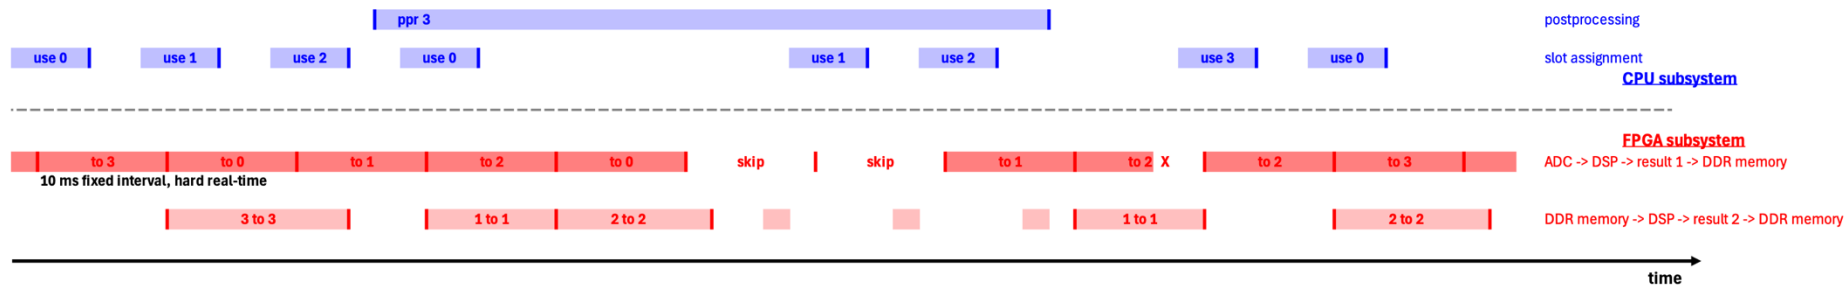 ppr 3 postprocessing
use 0 use 1 use 2 use 0 use 1 use 2 use 3 use 0 slot assignment
CPU subsystem
FPGA subsystem
to 3 to 0 to 1 to 2 to 0 skip skip to 1 to 2 X to 2 to 3 ADC -> DSP -> result 1 -> DDR memory
10 ms fixed interval, hard real-time
3 to 3 1 to 1 2 to 2 1 to 1 2 to 2 DDR memory -> DSP -> result 2 -> DDR memory
time